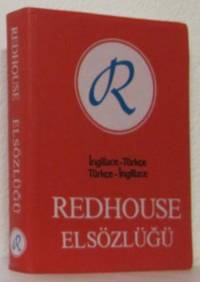 REDHOUSE ELSÖZLÜĞÜ
R
R
İngilizce-Türkçe
Türkçe-İngilizce
REDHOUSE
ELSÖZLÜĞÜ